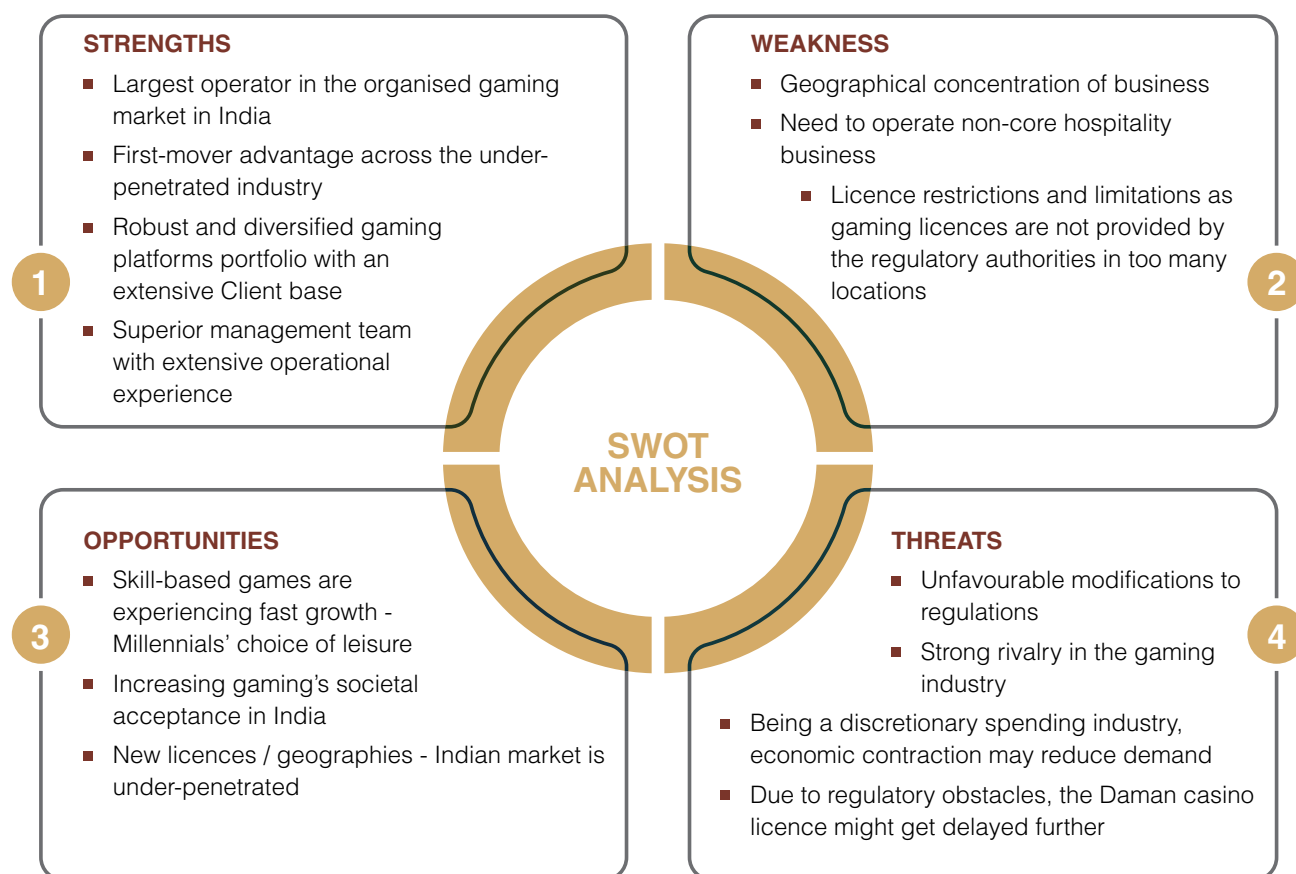 STRENGTHS
■ Largest operator in the organised gaming
market in India
■ First-mover advantage across the under-
penetrated industry
■ Robust and diversified gaming
platforms portfolio with an
extensive Client base
■ Superior management team
with extensive operational
experience
1
WEAKNESS
■ Geographical concentration of business
■ Need to operate non-core hospitality
business
■ Licence restrictions and limitations as
gaming licences are not provided by
the regulatory authorities in too many
locations
2
SWOT
ANALYSIS
OPPORTUNITIES
■ Skill-based games are
experiencing fast growth -
Millennials’ choice of leisure
■ Increasing gaming’s societal
acceptance in India
■ New licences / geographies - Indian market is
under-penetrated
3
THREATS
■ Unfavourable modifications to
regulations
■ Strong rivalry in the gaming
industry
■ Being a discretionary spending industry,
economic contraction may reduce demand
■ Due to regulatory obstacles, the Daman casino
licence might get delayed further
4